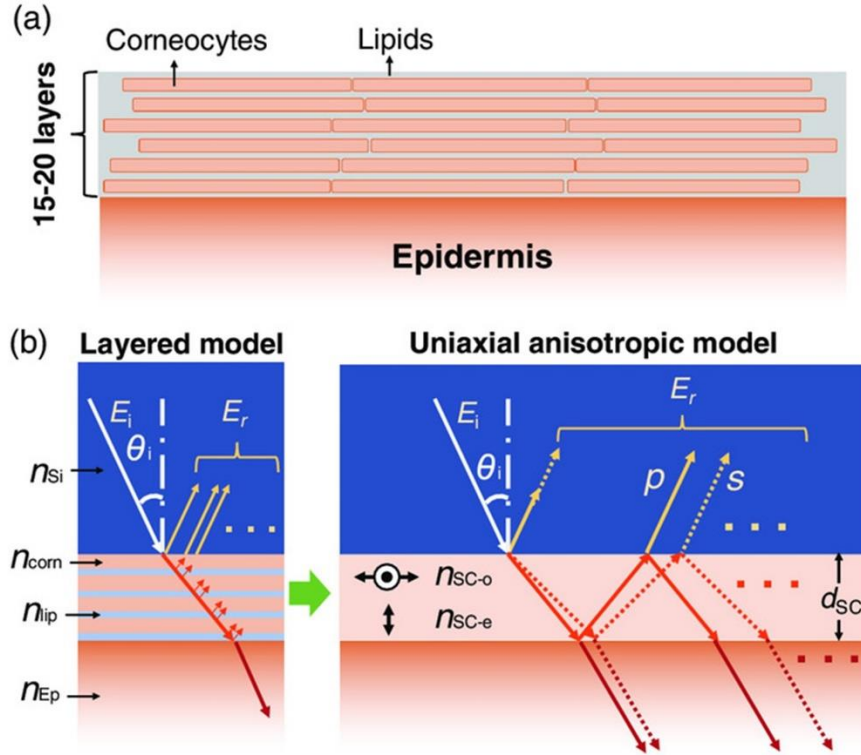 (a)
Corneocytes
Lipids
15-20 layers
Epidermis
(b)
Layered model
Uniaxial anisotropic model
Ei
Er
θi
nSi
ncorn
nlip
nEp
Ei
Er
θi
p
s
nSC-o
nSC-e
dSC